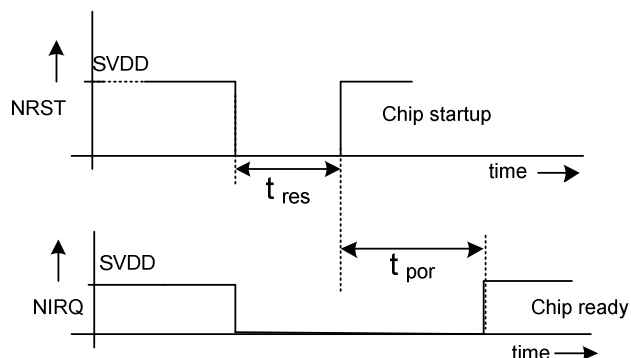 SVDD
NRST
Chip startup
time
t res
SVDD
t por
NIRQ
Chip ready
time